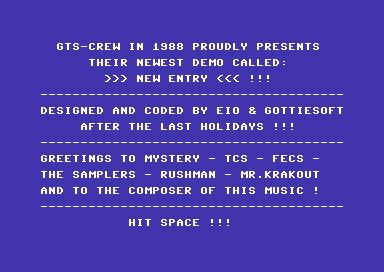 GTS-CREW IN 1988 PROUDLY PRESENTS
THEIR NEWEST DEMO CALLED:
>>> NEW ENTRY <<< !!!
--------------------------------------
DESIGNED AND CODED BY EIO & GOTTIESOFT
AFTER THE LAST HOLIDAYS !!!
--------------------------------------
GREETINGS TO MYSTERY - TCS - FECS -
THE SAMPLERS - RUSHMAN - MR.KRAKOUT
AND TO THE COMPOSER OF THIS MUSIC !
--------------------------------------
HIT SPACE !!!